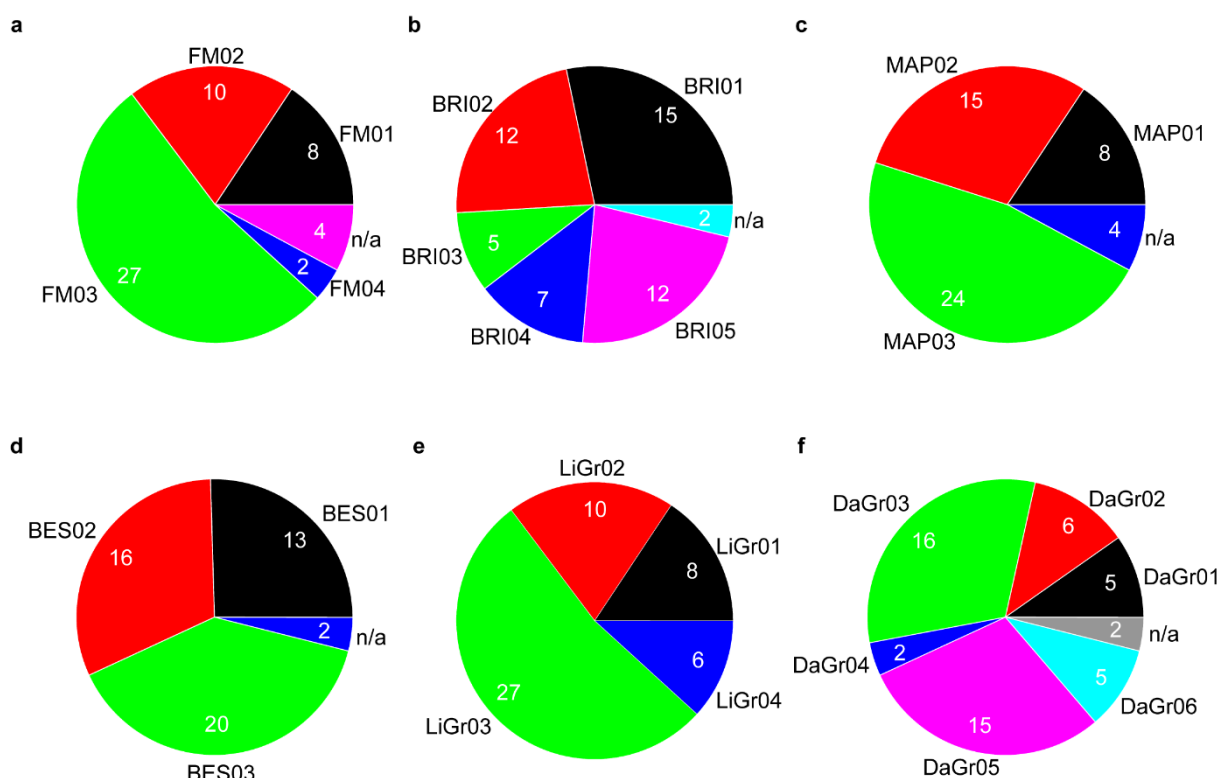 a
FM02
10
FM01
8
27
FM03
4
n/a
2
FM04
b
BRI01
15
BRI02
12
5
BRI03
7
BRI04
12
BRI05
2
n/a
c
MAP02
15
MAP01
8
4
n/a
24
MAP03
d
BES01
13
BES02
16
2
n/a
20
BES03
e
LiGr02
10
LiGr01
8
27
LiGr03
6
LiGr04
f
DaGr03
16
DaGr02
6
DaGr01
5
2
n/a
5
DaGr06
DaGr04
2
15
DaGr05